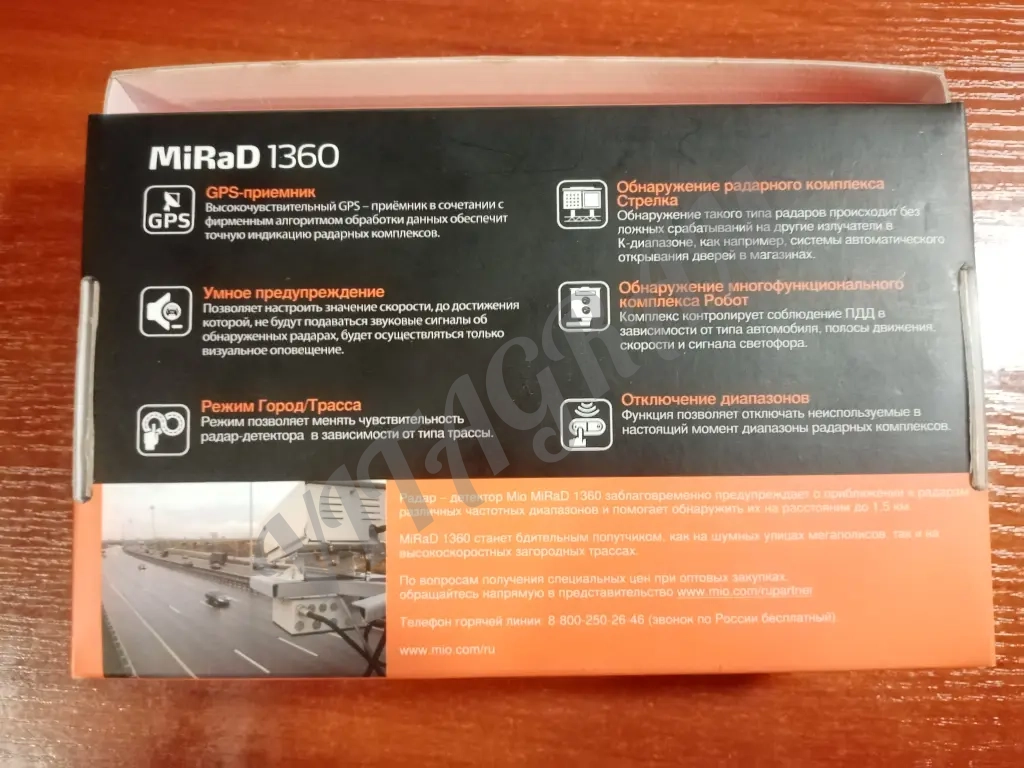 MiRaD 1360
GPS
GPS-приемник
Высокочувствительный GPS – приёмник в сочетании с
фирменным алгоритмом обработки данных обеспечит
точную индикацию радарных комплексов.
Умное предупреждение
Позволяет настроить значение скорости, до достижения
которой, не будут подаваться звуковые сигналы об
обнаруженных радарах, будет осуществляться только
визуальное оповещение.
Режим Город/Трасса
Режим позволяет менять чувствительность
радар-детектора в зависимости от типа трассы.
Обнаружение радарного комплекса
Стрелка
Обнаружение такого типа радаров происходит без
ложных срабатываний на другие излучатели в
К-диапазоне, как например, системы автоматического
открывания дверей в магазинах.
Обнаружение многофункционального
комплекса Робот
Комплекс контролирует соблюдение ПДД в
зависимости от типа автомобиля, полосы движения,
скорости и сигнала светофора.
Отключение диапазонов
Функция позволяет отключать неиспользуемые в
настоящий момент диапазоны радарных комплексов.
Радар – детектор Mio MiRaD 1360 заблаговременно предупреждает о приближении к радарам
различных частотных диапазонов и помогает обнаружить их на расстоянии до 1,5 км
MiRaD 1360 станет бдительным попутчиком, как на шумных улицах мегаполисов, так и на
высокоскоростных загородных трассах.
По вопросам получения специальных цен при оптовых закупках,
обращайтесь напрямую в представительство www.mio.com/rupartner
Телефон горячей линии 8 800-250-26-46 (звонок по России бесплатный).
www.mio.com/ru